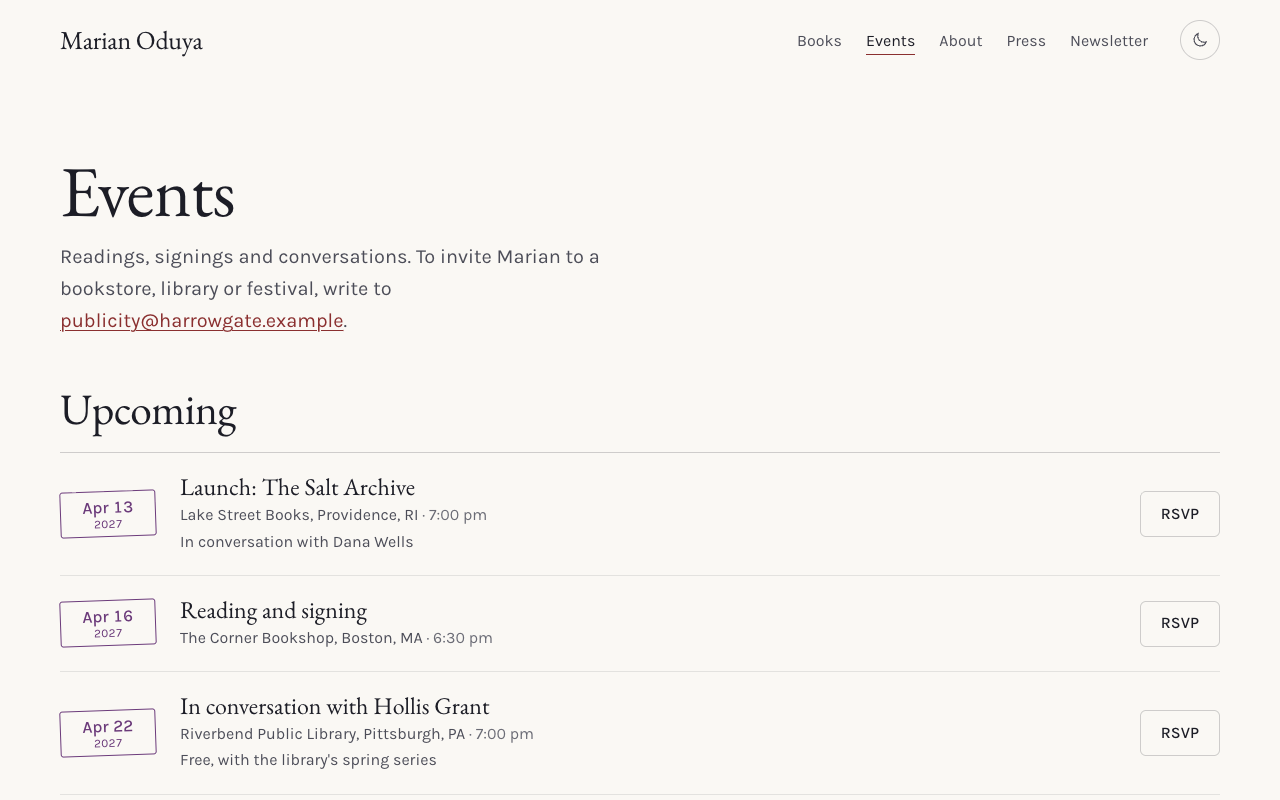 Marian Oduya
Books Events About Press Newsletter
Events
Readings, signings and conversations. To invite Marian to a
bookstore, library or festival, write to
publicity@harrowgate.example.
Upcoming
Apr 13
2027
Launch: The Salt Archive
Lake Street Books, Providence, RI · 7:00 pm
In conversation with Dana Wells
RSVP
Apr 16
2027
Reading and signing
The Corner Bookshop, Boston, MA · 6:30 pm
RSVP
Apr 22
2027
In conversation with Hollis Grant
Riverbend Public Library, Pittsburgh, PA · 7:00 pm
Free, with the library's spring series
RSVP